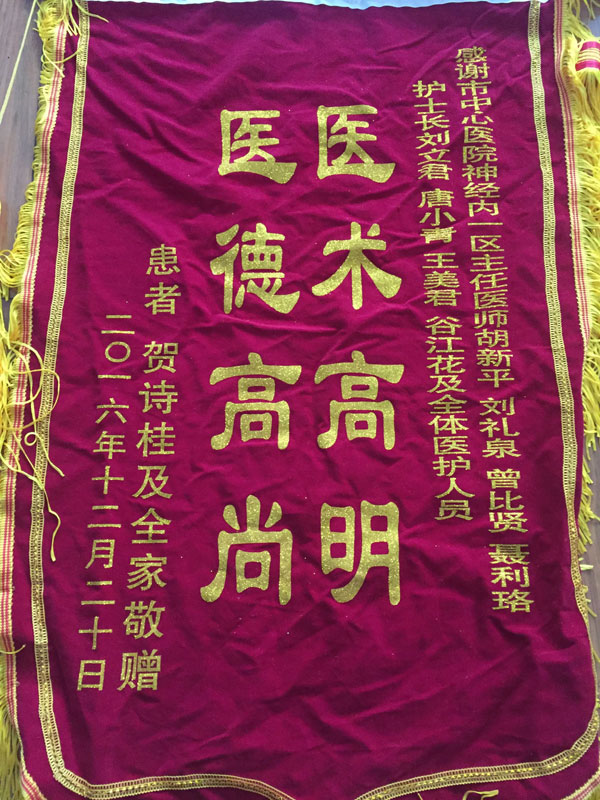 感谢市中心医院神经内一区主任医师胡新平 刘礼泉 曾比贤 聂利珞
护士长刘立君 唐小青 王美君 谷江花及全体医护人员
医术高明
医德高尚
患者 贺诗桂及全家敬赠
二〇一六年十二月二十日